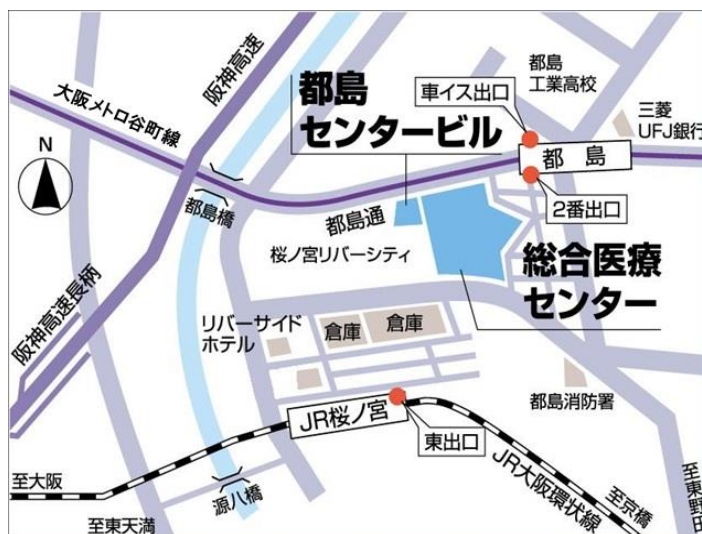 阪神高速
大阪メトロ谷町線
N
都島
センタービル
都島
工業高校
車イス出口
三菱
UFJ銀行
都島
2番出口
都島橋
都島通
桜ノ宮リバーシティ
総合医療
センター
阪神高速長柄
リバーサイド
ホテル
倉庫
倉庫
都島消防署
JR桜ノ宮
東出口
JR大阪環状線
至大阪
源八橋
至東天満
至京橋
至東野田